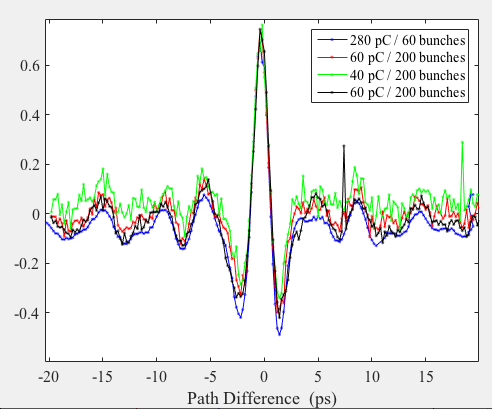 280 pC / 60 bunches
60 pC / 200 bunches
40 pC / 200 bunches
60 pC / 200 bunches
0.6
0.4
0.2
0
-0.2
-0.4
-20 -15 -10 -5 0 5 10 15
Path Difference (ps)